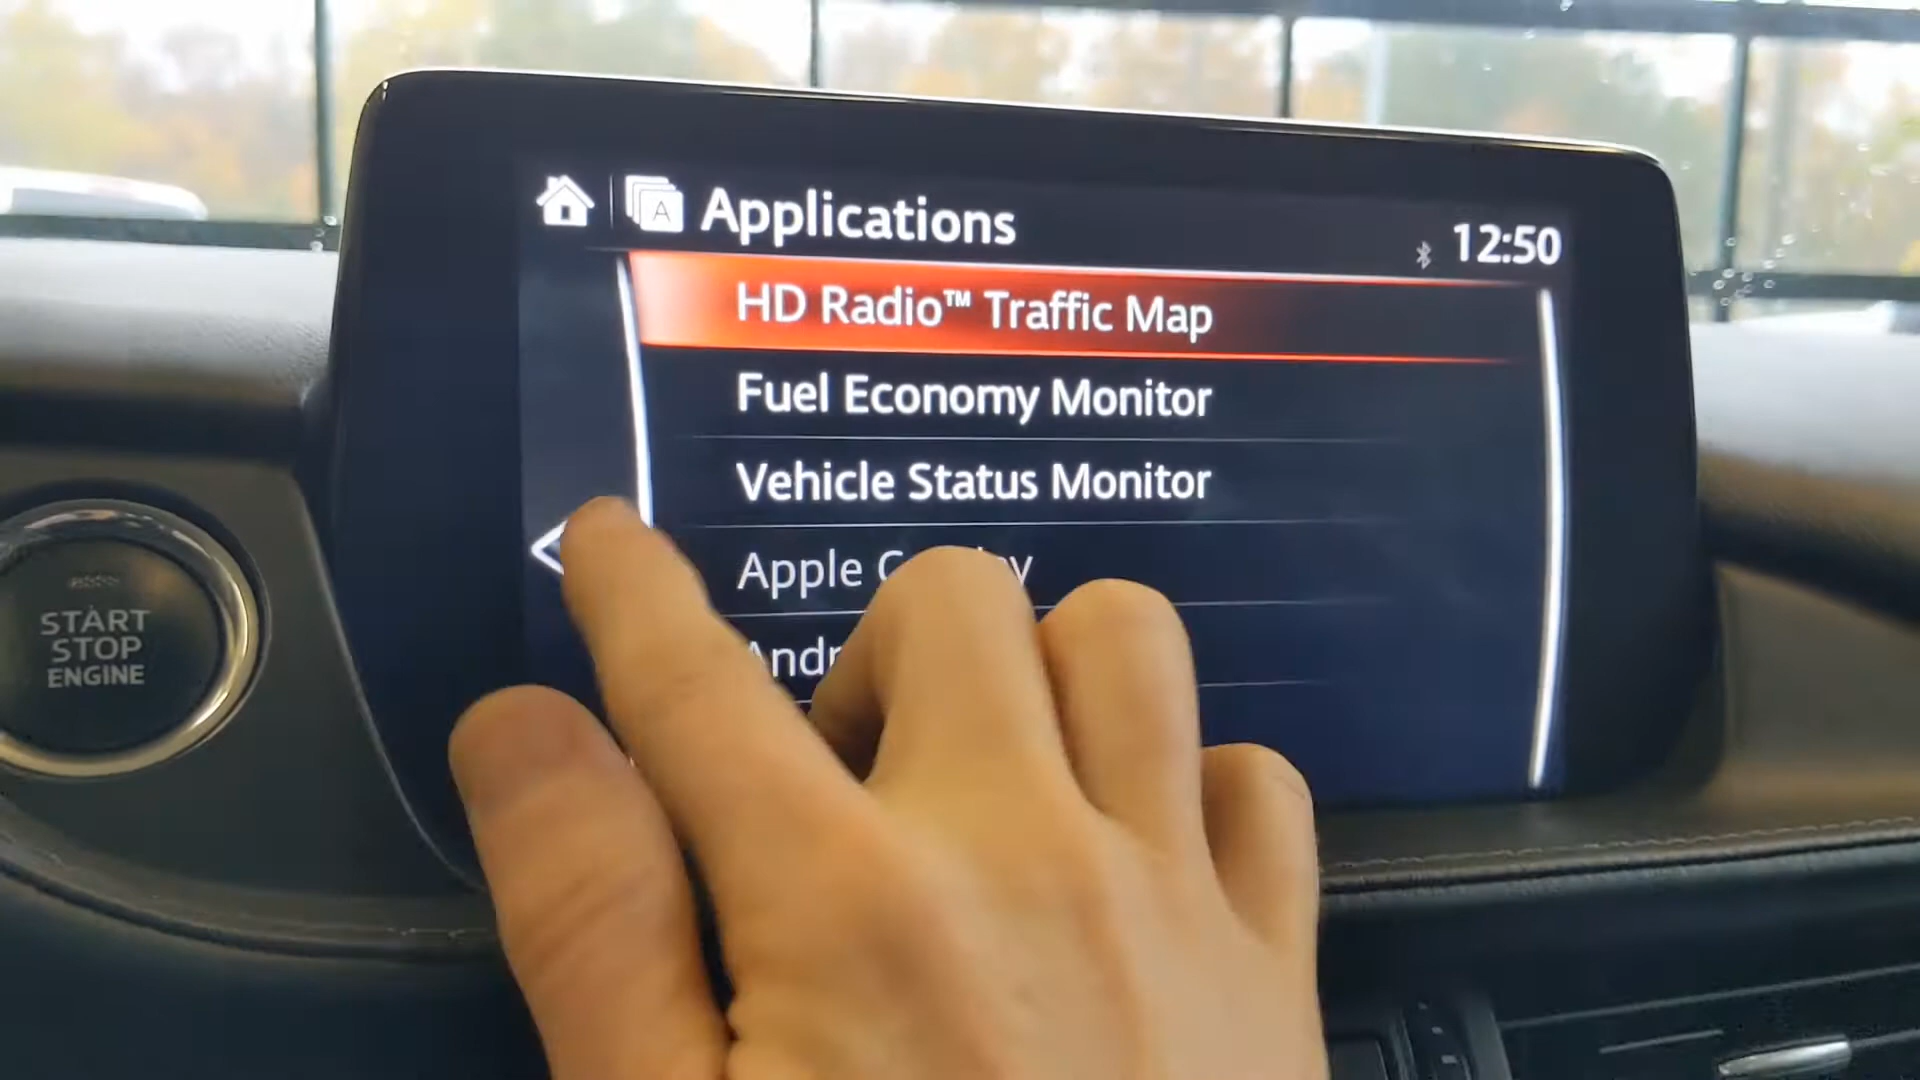 A Applications
12:50
HD Radio™ Traffic Map
Fuel Economy Monitor
Vehicle Status Monitor
Apple
START
STOP
ENGINE